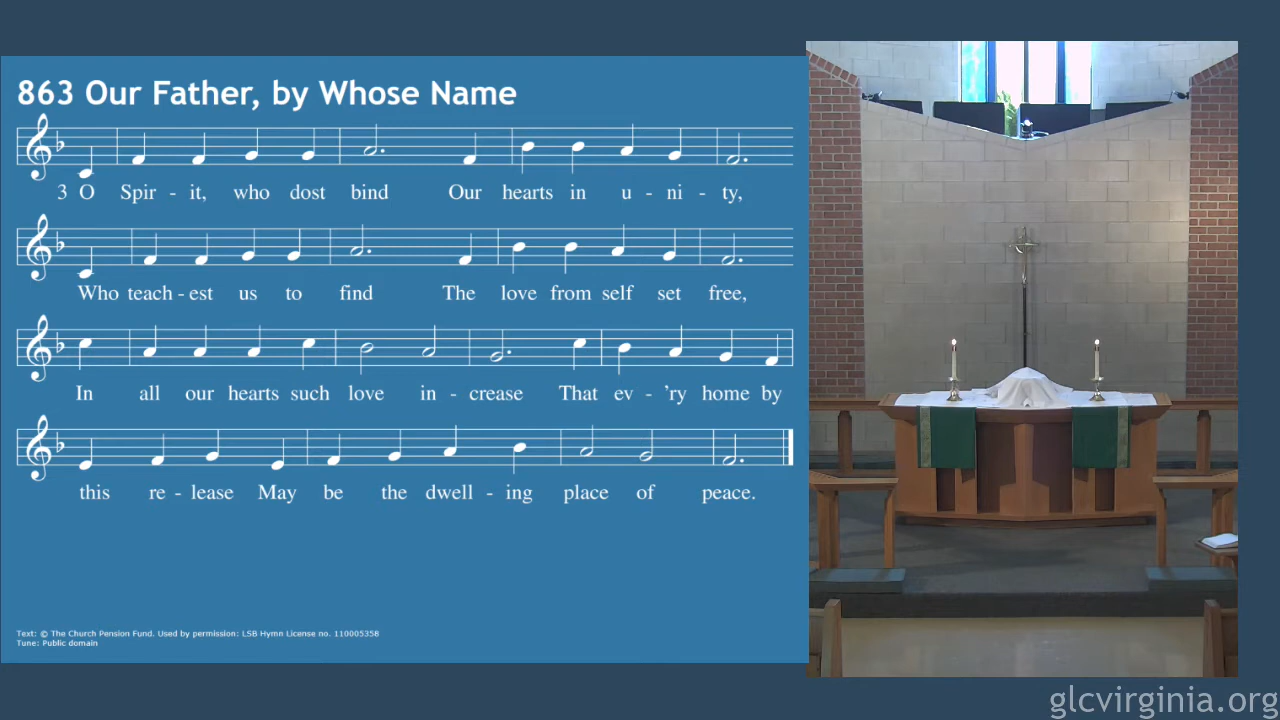 863 Our Father, by Whose Name
3 O Spir - it, who dost bind Our hearts in u - ni - ty,
Who teach - est us to find The love from self set free,
In all our hearts such love in - crease That ev - 'ry home by
this re - lease May be the dwell - ing place of peace.
Text: © The Church Pension Fund. Used by permission: LSB Hymn License no. 110005358
Tune: Public domain
glcvirginia.org